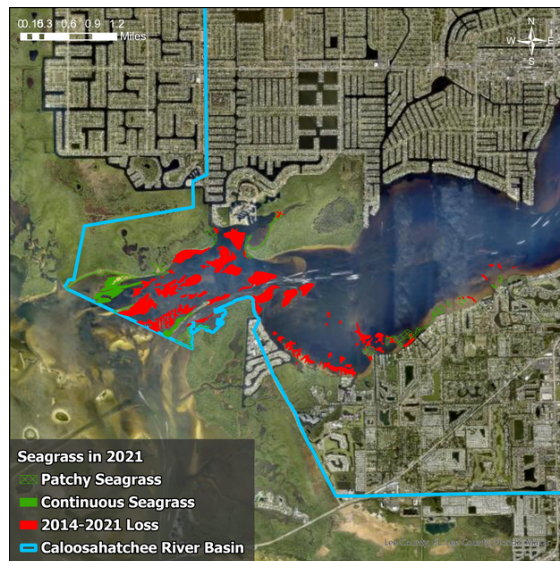 0 0.15 0.3 0.6 0.9 1.2
Miles
N
W E
S
Seagrass in 2021
Patchy Seagrass
Continuous Seagrass
2014-2021 Loss
Caloosahatchee River Basin